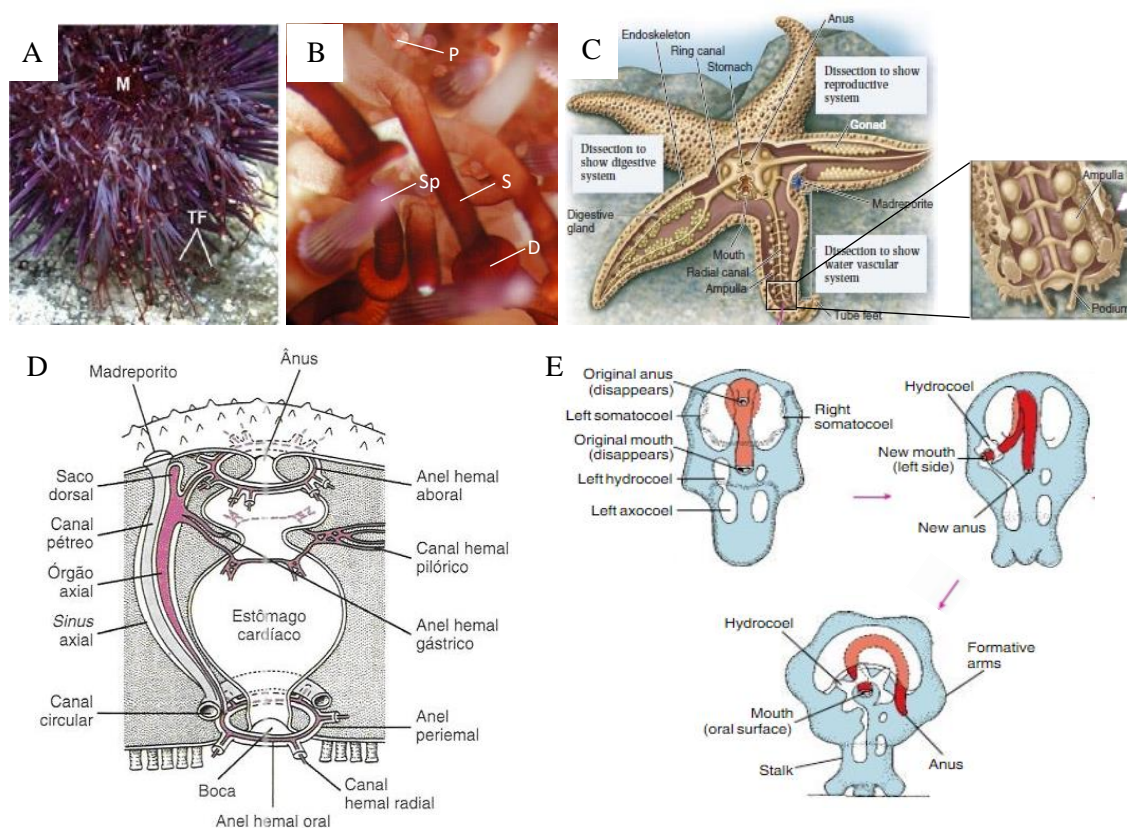 A
M
TF
B
P
Sp
S
D
C
Anus
Endoskeleton
Ring canal
Stomach
Dissection to show
reproductive
system
Gonad
Dissection to
show digestive
system
Madreporite
Digestive
gland
Mouth
Radial canal
Ampulla
Dissection to show
water vascular
system
Tube feet
Ampulla
Podium
D
Ânus
Madreporito
Saco
dorsal
Canal
pétreo
Órgão
axial
Sinus
axial
Canal
circular
Anel hemal
aboral
Canal hemal
pilórico
Estômago
cardíaco
Anel hemal
gástrico
Anel
periemal
Boca
Canal
hemal radial
Anel hemal oral
E
Original anus
(disappears)
Left somatocoel
Original mouth
(disappears)
Left hydrocoel
Left axocoel
Right
somatocoel
Hydrocoel
New mouth
(left side)
New anus
Hydrocoel
Formative
arms
Mouth
(oral surface)
Stalk
Anus